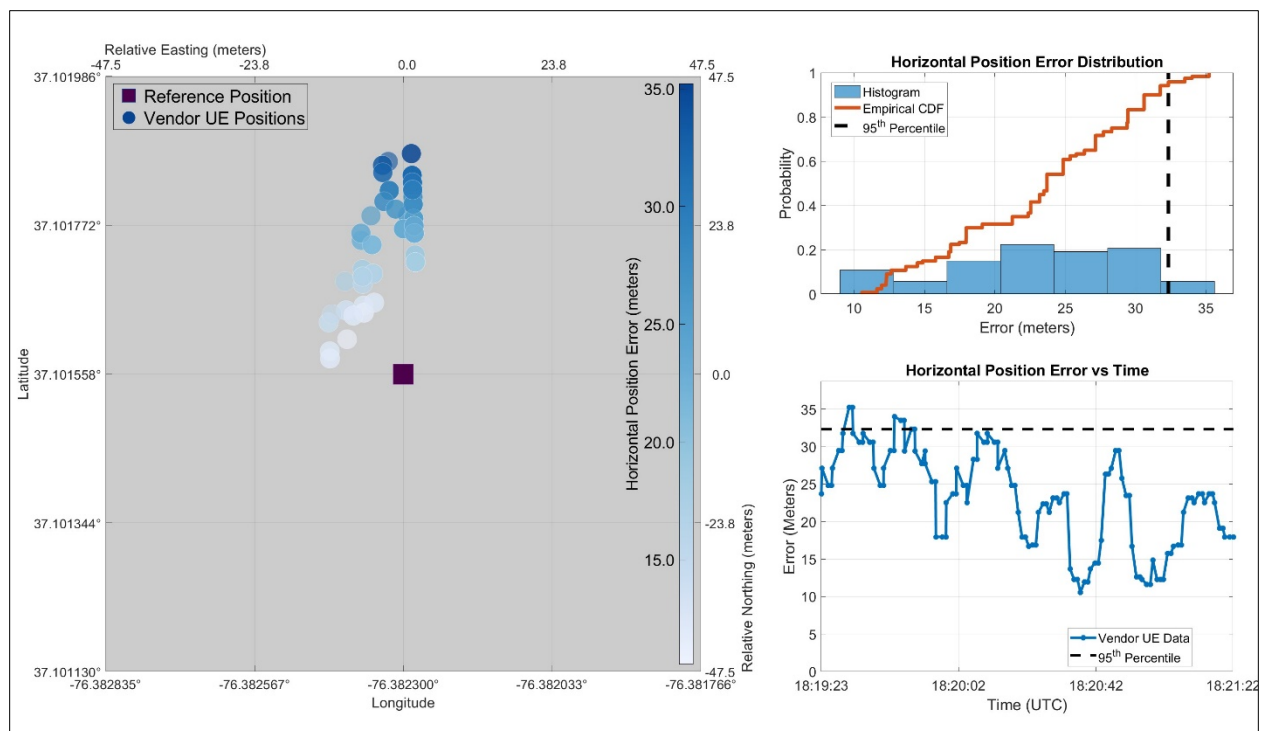 Relative Easting (meters)
-47.5 -23.8 0.0 23.8 47.5
37.101986°
37.101772°
37.101558°
37.101344°
37.101130°
Latitude
Reference Position
Vendor UE Positions
35.0
30.0
25.0
20.0
15.0
Horizontal Position Error (meters)
47.5
23.8
0.0
-23.8
-47.5
Relative Northing (meters)
-76.382835° -76.382567° -76.382300° -76.382033° -76.381766°
Longitude
Horizontal Position Error Distribution
Histogram
Empirical CDF
95th Percentile
1
0.8
0.6
0.4
0.2
0
Probability
10 15 20 25 30 35
Error (meters)
Horizontal Position Error vs Time
35
30
25
20
15
10
5
0
Error (Meters)
Vendor UE Data
95th Percentile
18:19:23 18:20:02 18:20:42 18:21:22
Time (UTC)